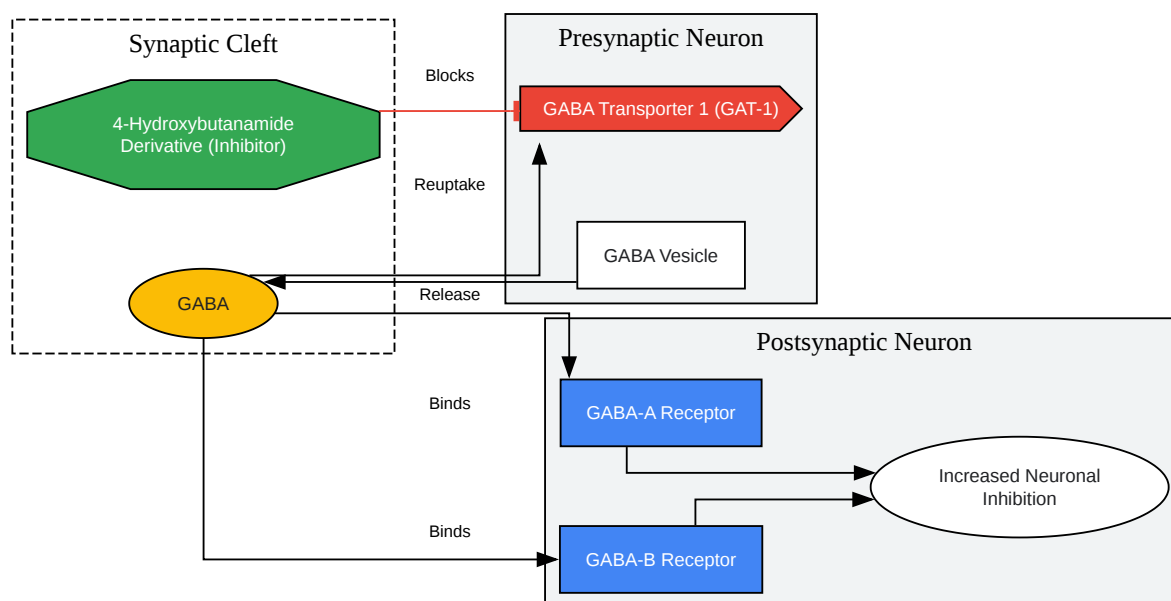 Synaptic Cleft
Presynaptic Neuron
Blocks
4-Hydroxybutanamide
Derivative (Inhibitor)
GABA Transporter 1 (GAT-1)
Reuptake
GABA Vesicle
GABA
Release
Postsynaptic Neuron
Binds
GABA-A Receptor
Increased Neuronal
Inhibition
Binds
GABA-B Receptor